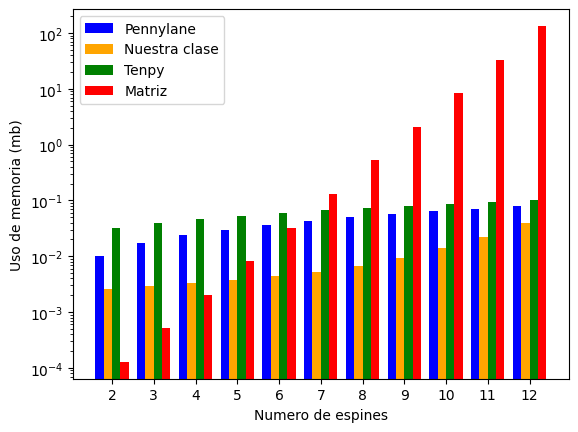 Pennylane
Nuestra clase
Tenpy
Matriz
10²
10¹
10⁰
10⁻¹
10⁻²
10⁻³
10⁻⁴
Uso de memoria (mb)
2 3 4 5 6 7 8 9 10 11 12
Numero de espines